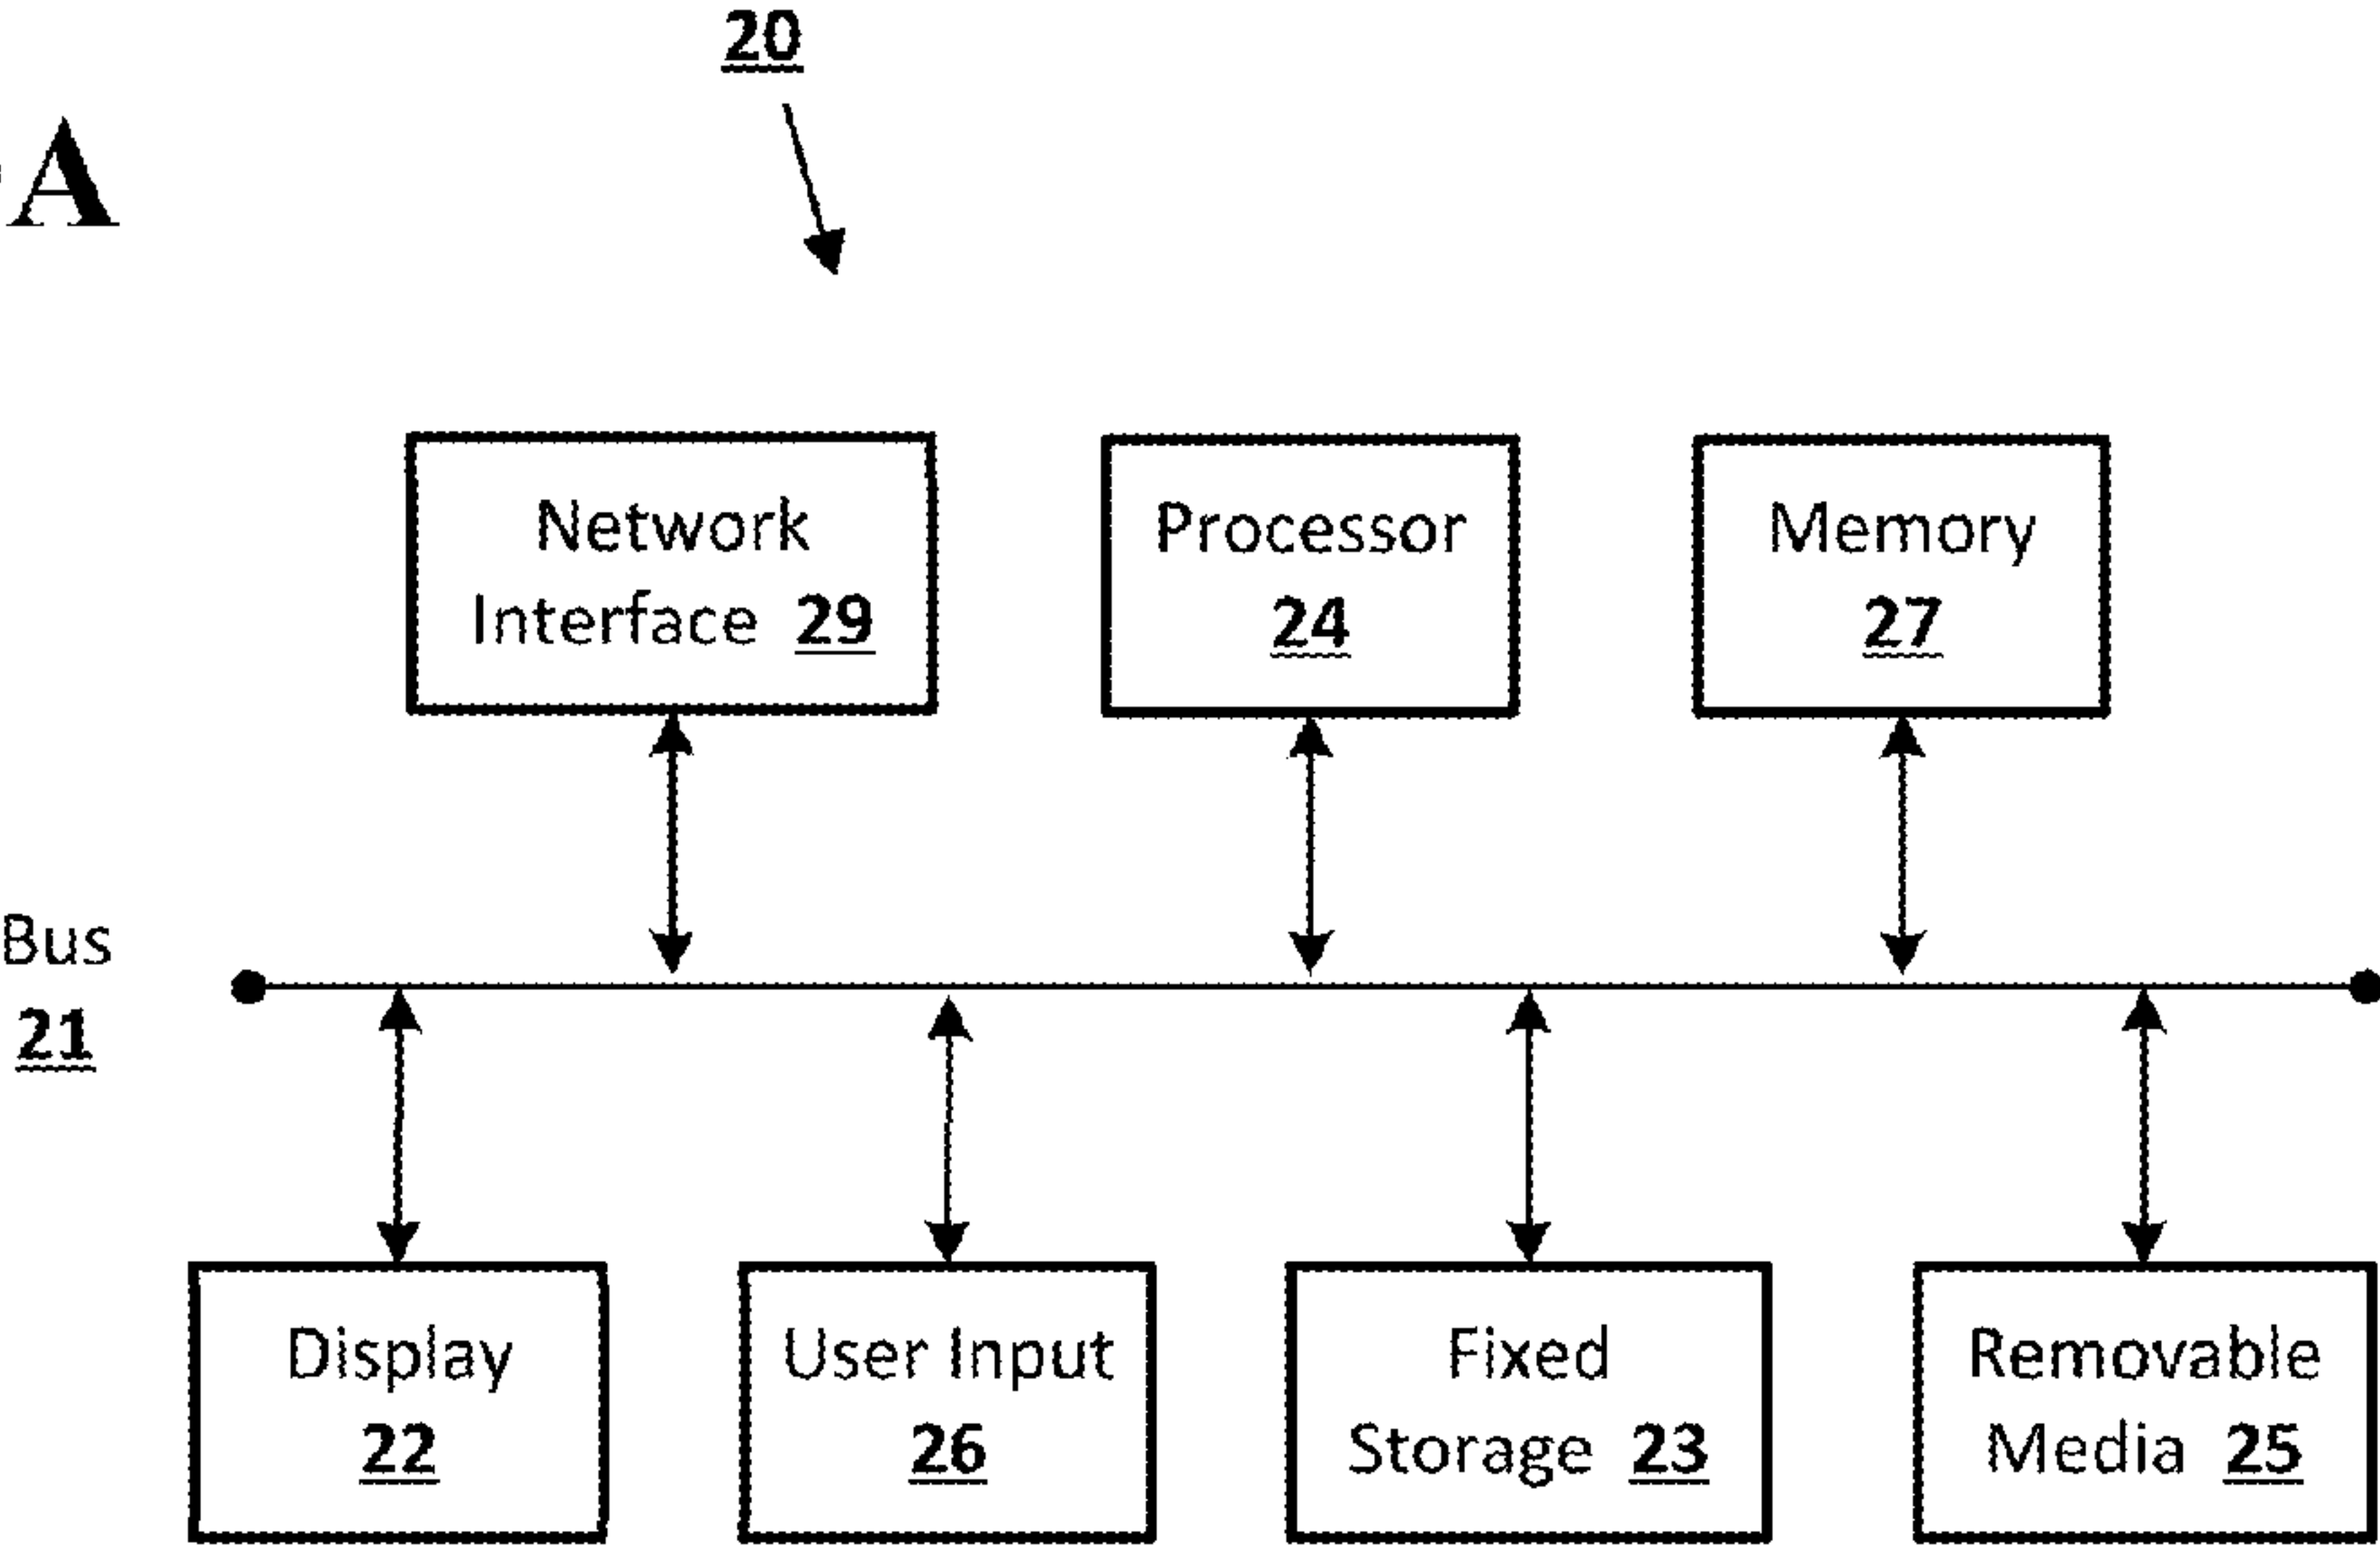 20
A
Network
Interface 29
Processor
24
Memory
27
Bus
21
Display
22
User Input
26
Fixed
Storage 23
Removable
Media 25